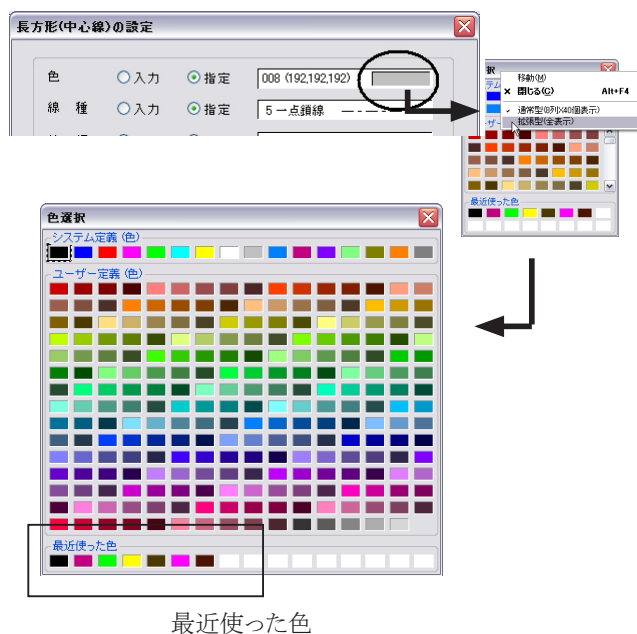 長方形(中心線)の設定
色 入力 指定 008 (192,192,192)
線 種 入力 指定 5 一点鎖線
択
移動(M)
× 閉じる(C) Alt+F4
通常型(8列×40個表示)
拡張型(全表示)
最近使った色
色選択
システム定義 (色)
ユーザー定義 (色)
最近使った色
最近使った色